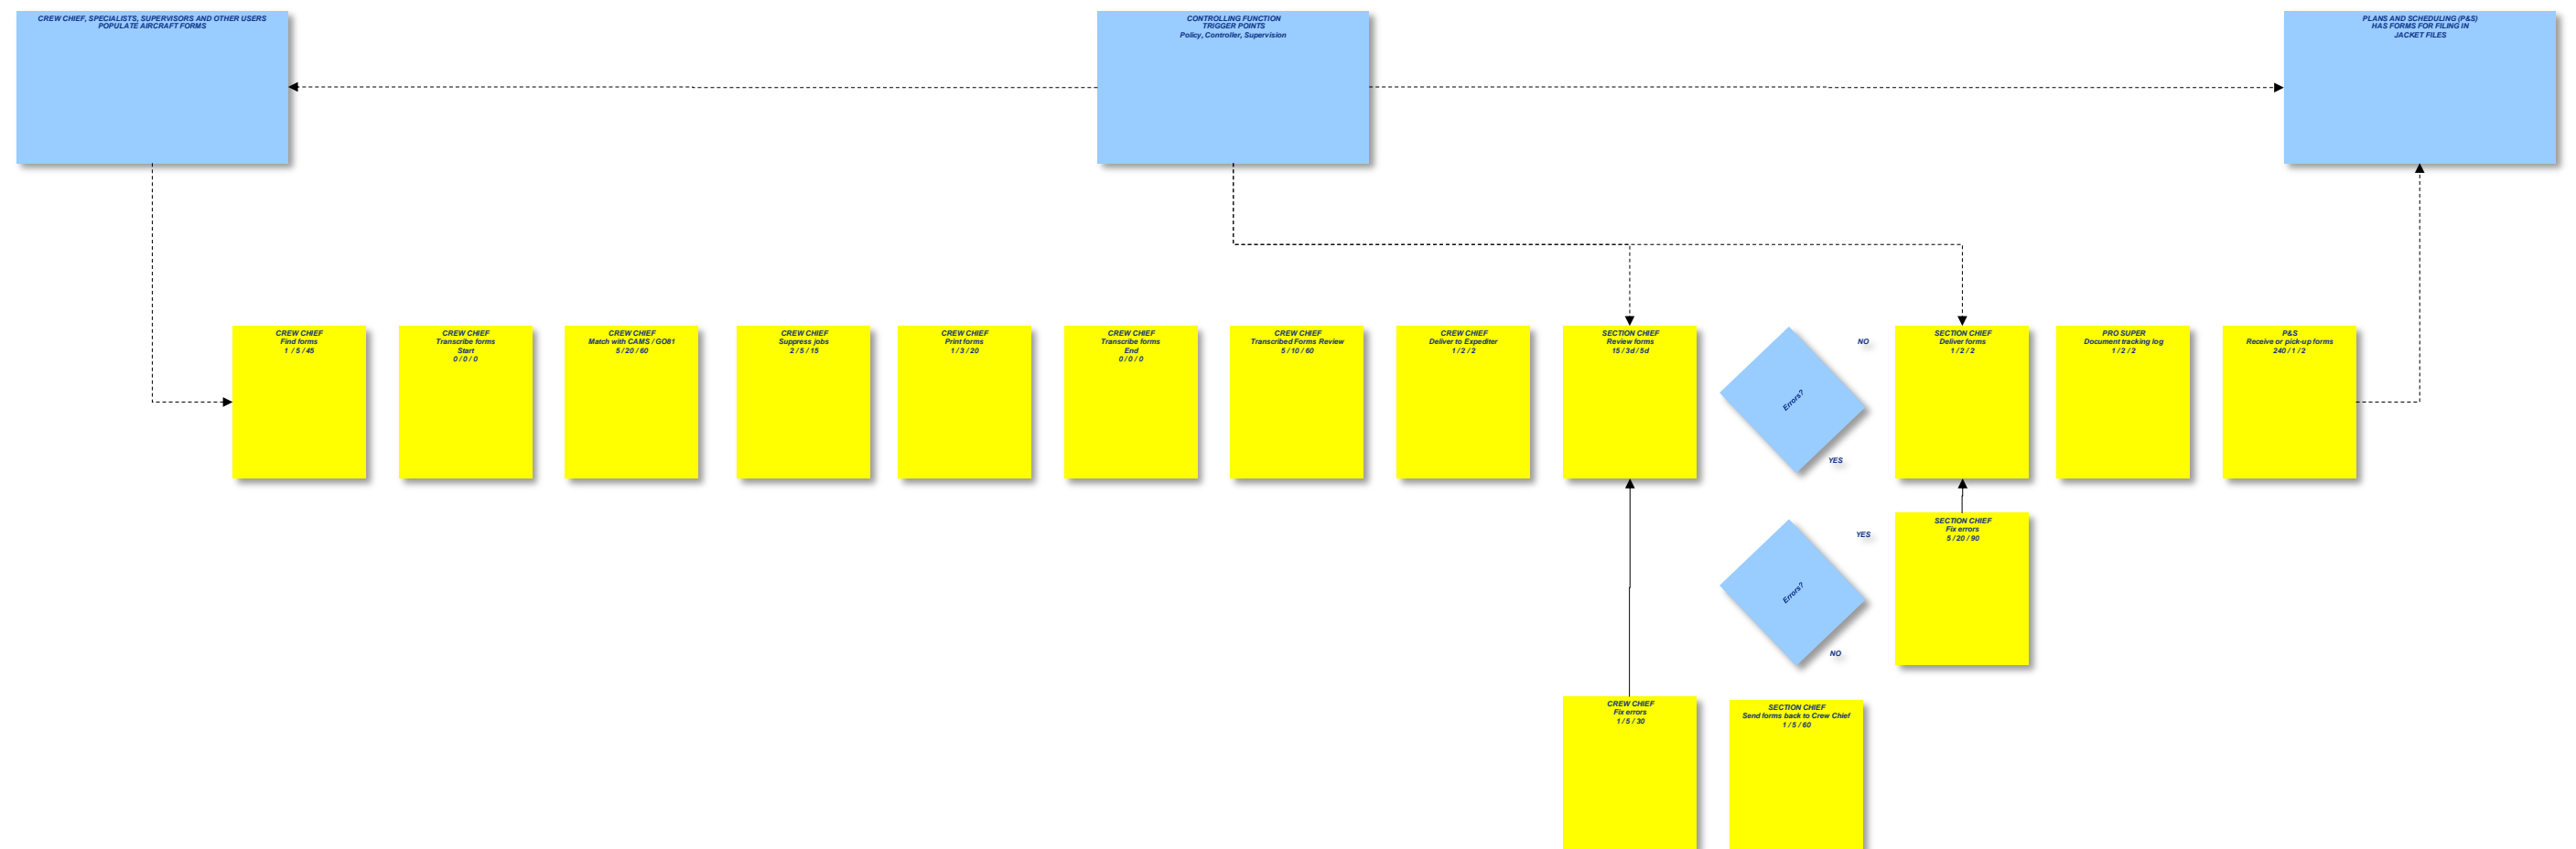 CREW CHIEF, SPECIALISTS, SUPERVISORS AND OTHER USERS
POPULATE AIRCRAFT FORMS
CONTROLLING FUNCTION
TRIGGER POINTS
Policy, Controller, Supervision
PLANS AND SCHEDULING (P&S)
HAS FORMS FOR FILING IN
JACKET FILES
CREW CHIEF
Find forms
1 / 5 / 45
CREW CHIEF
Transcribe forms
Start
0 / 0 / 0
CREW CHIEF
Match with CAMS / GO81
5 / 20 / 60
CREW CHIEF
Suppress jobs
2 / 5 / 15
CREW CHIEF
Print forms
1 / 3 / 20
CREW CHIEF
Transcribe forms
End
0 / 0 / 0
CREW CHIEF
Transcribed Forms Review
5 / 10 / 60
CREW CHIEF
Deliver to Expediter
1 / 2 / 2
SECTION CHIEF
Review forms
15 / 3d / 5d
Errors?
NO
YES
SECTION CHIEF
Deliver forms
1 / 2 / 2
PRO SUPER
Document tracking log
1 / 2 / 2
P&S
Receive or pick-up forms
240 / 1 / 2
Errors?
YES
NO
SECTION CHIEF
Fix errors
5 / 20 / 90
CREW CHIEF
Fix errors
1 / 5 / 30
SECTION CHIEF
Send forms back to Crew Chief
1 / 5 / 60